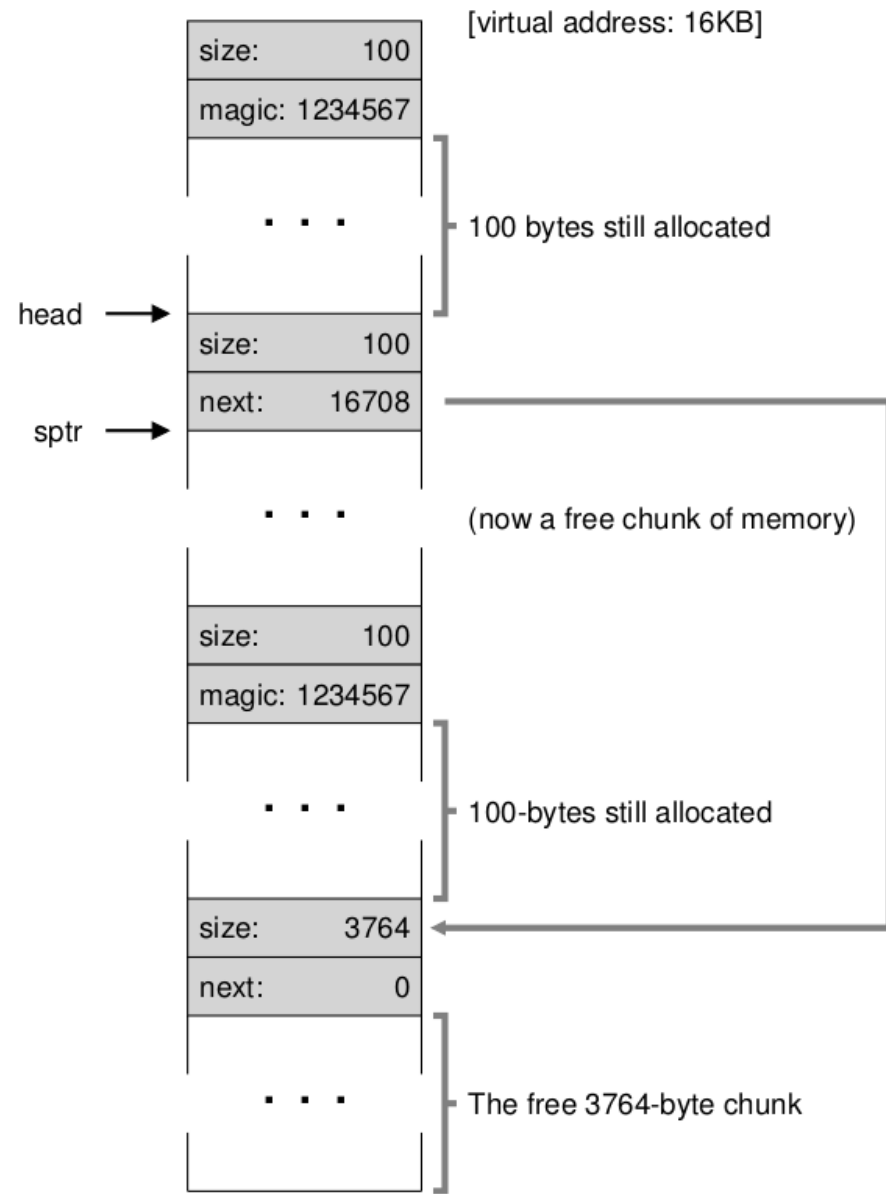 [virtual address: 16KB]
size: 100
magic: 1234567
. . .
100 bytes still allocated
head
size: 100
next: 16708
sptr
. . .
(now a free chunk of memory)
size: 100
magic: 1234567
. . .
100-bytes still allocated
size: 3764
next: 0
. . .
The free 3764-byte chunk